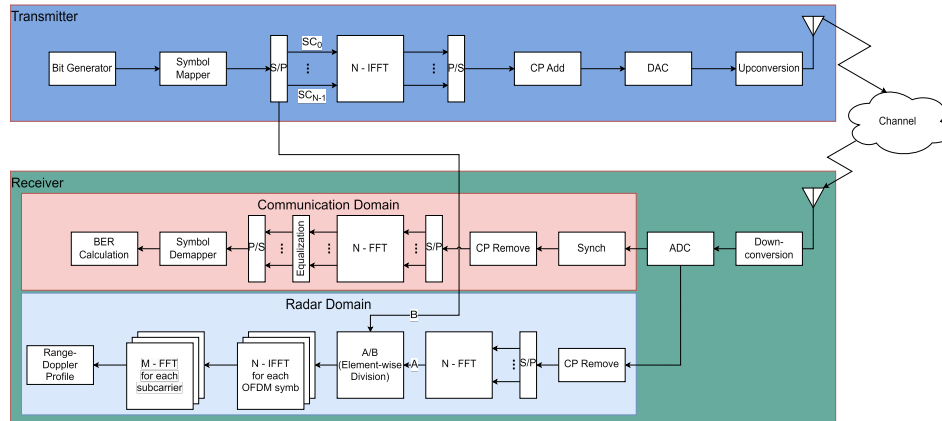 Transmitter
Bit Generator
Symbol
Mapper
S/P
SC0
⋮
SCN-1
N - IFFT
⋮
P/S
CP Add
DAC
Upconversion
Channel
Receiver
Communication Domain
BER
Calculation
Symbol
Demapper
P/S
⋮
Equalization
⋮
N - FFT
⋮
S/P
CP Remove
Synch
ADC
Down-
conversion
Radar Domain
B
Range-
Doppler
Profile
M - FFT
for each
subcarrier
N - IFFT
for each
OFDM symb
A/B
(Element-wise
Division)
A
N - FFT
⋮
S/P
CP Remove